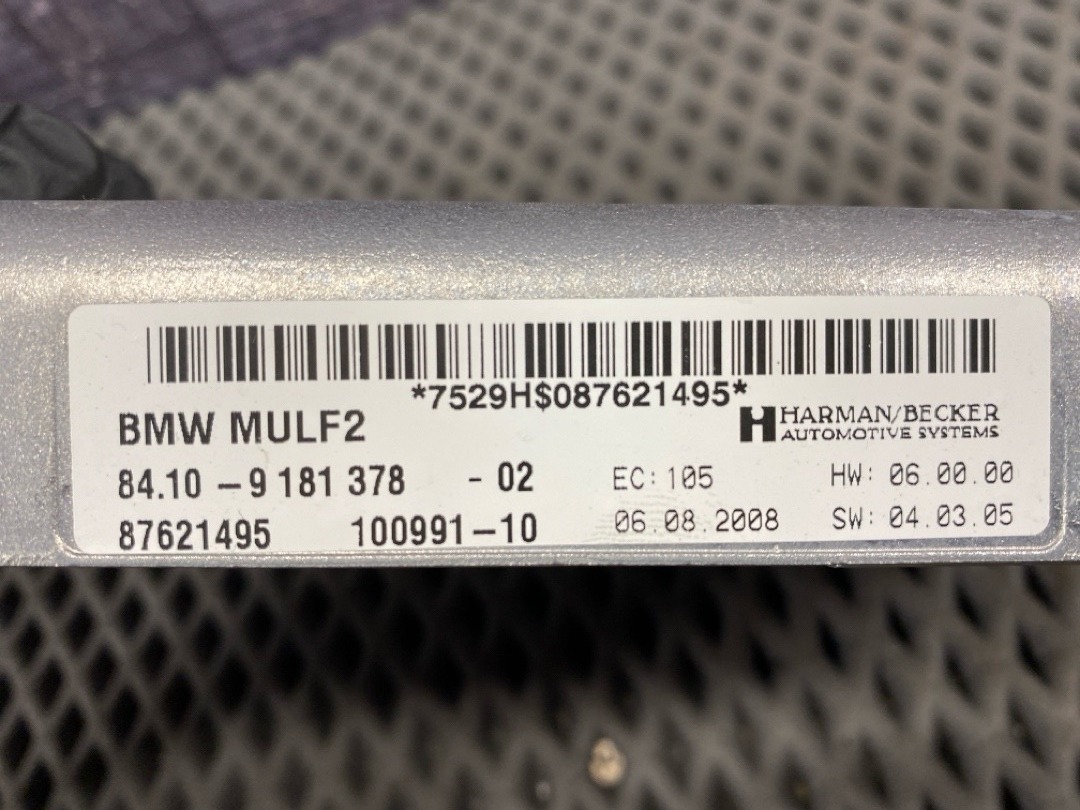 *7529H$087621495*
BMW MULF2
HARMAN/BECKER
AUTOMOTIVE SYSTEMS
84.10 -9 181 378 - 02 EC: 105 HW: 06.00.00
87621495 100991-10 06.08.2008 SW: 04.03.05